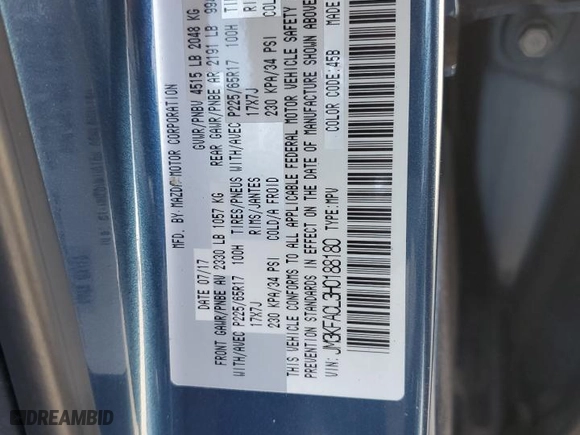 MFD. BY MAZDA MOTOR CORPORATION
GVWR/PNBV 4515 LB 2048 KG
DATE 07/17
FRONT GAWR/PNBE AV 2330 LB 1057 KG REAR GAWR/PNBE AR 2191 LB
WITH/AVEC P225/65R17 100H TIRES/PNEUS WITH/AVEC P225/65R17 100H
17X7J RIMS/JANTES 17X7J
230 KPA/34 PSI COLD/A FROID 230 KPA/34 PSI COLD
THIS VEHICLE CONFORMS TO ALL APPLICABLE FEDERAL MOTOR VEHICLE SAFETY
PREVENTION STANDARDS IN EFFECT ON THE DATE OF MANUFACTURE SHOWN ABOVE
VIN: JM3KFACL3H0188180 TYPE:MPV COLOR CODE:45B
DREAMBID